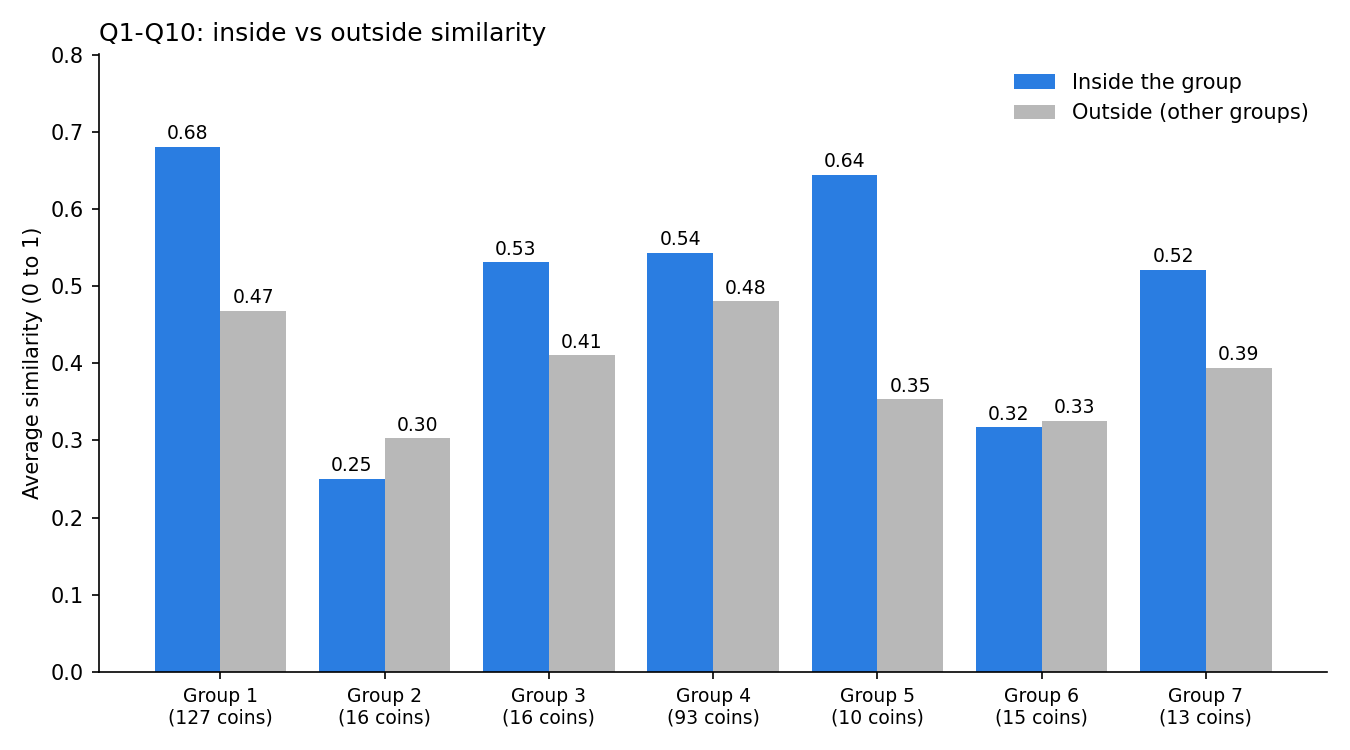 Q1-Q10: inside vs outside similarity
Inside the group
Outside (other groups)
Average similarity (0 to 1)
0.8
0.7
0.6
0.5
0.4
0.3
0.2
0.1
0.0
0.68
0.47
0.25
0.30
0.53
0.41
0.54
0.48
0.64
0.35
0.32
0.33
0.52
0.39
Group 1
(127 coins)
Group 2
(16 coins)
Group 3
(16 coins)
Group 4
(93 coins)
Group 5
(10 coins)
Group 6
(15 coins)
Group 7
(13 coins)